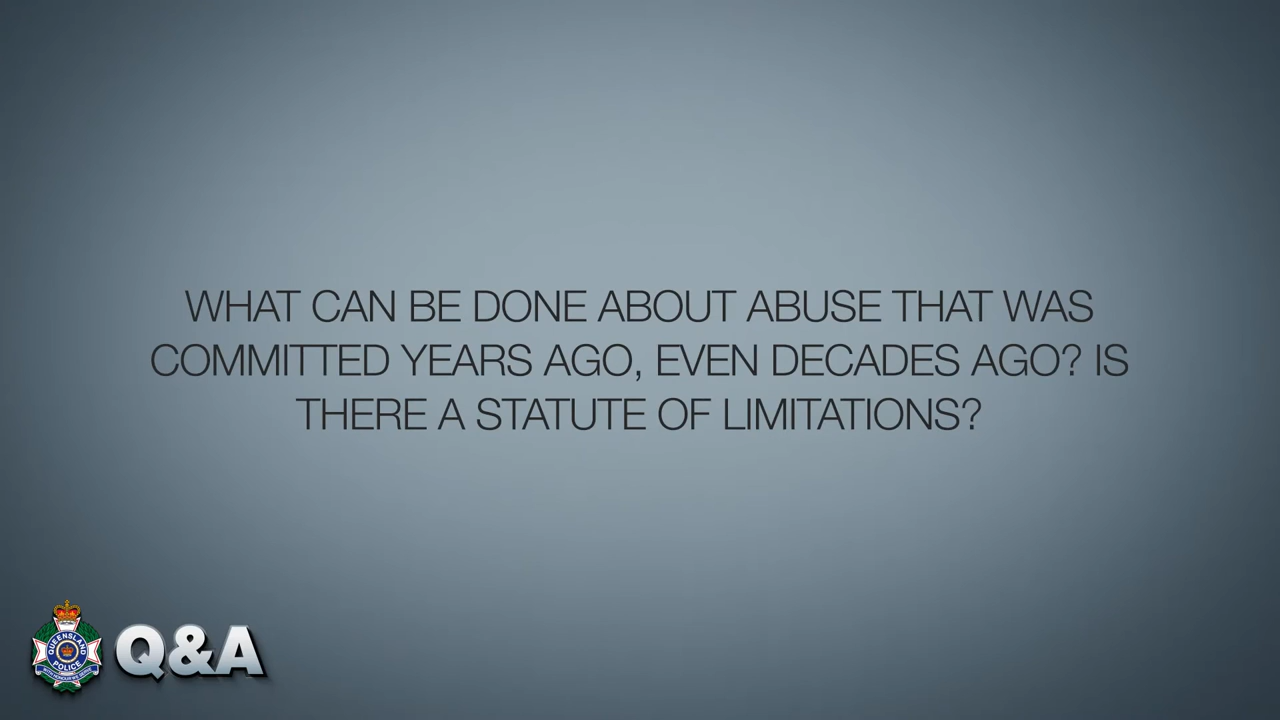 WHAT CAN BE DONE ABOUT ABUSE THAT WAS
COMMITTED YEARS AGO, EVEN DECADES AGO? IS
THERE A STATUTE OF LIMITATIONS?
QUEENSLAND
POLICE
Q&A